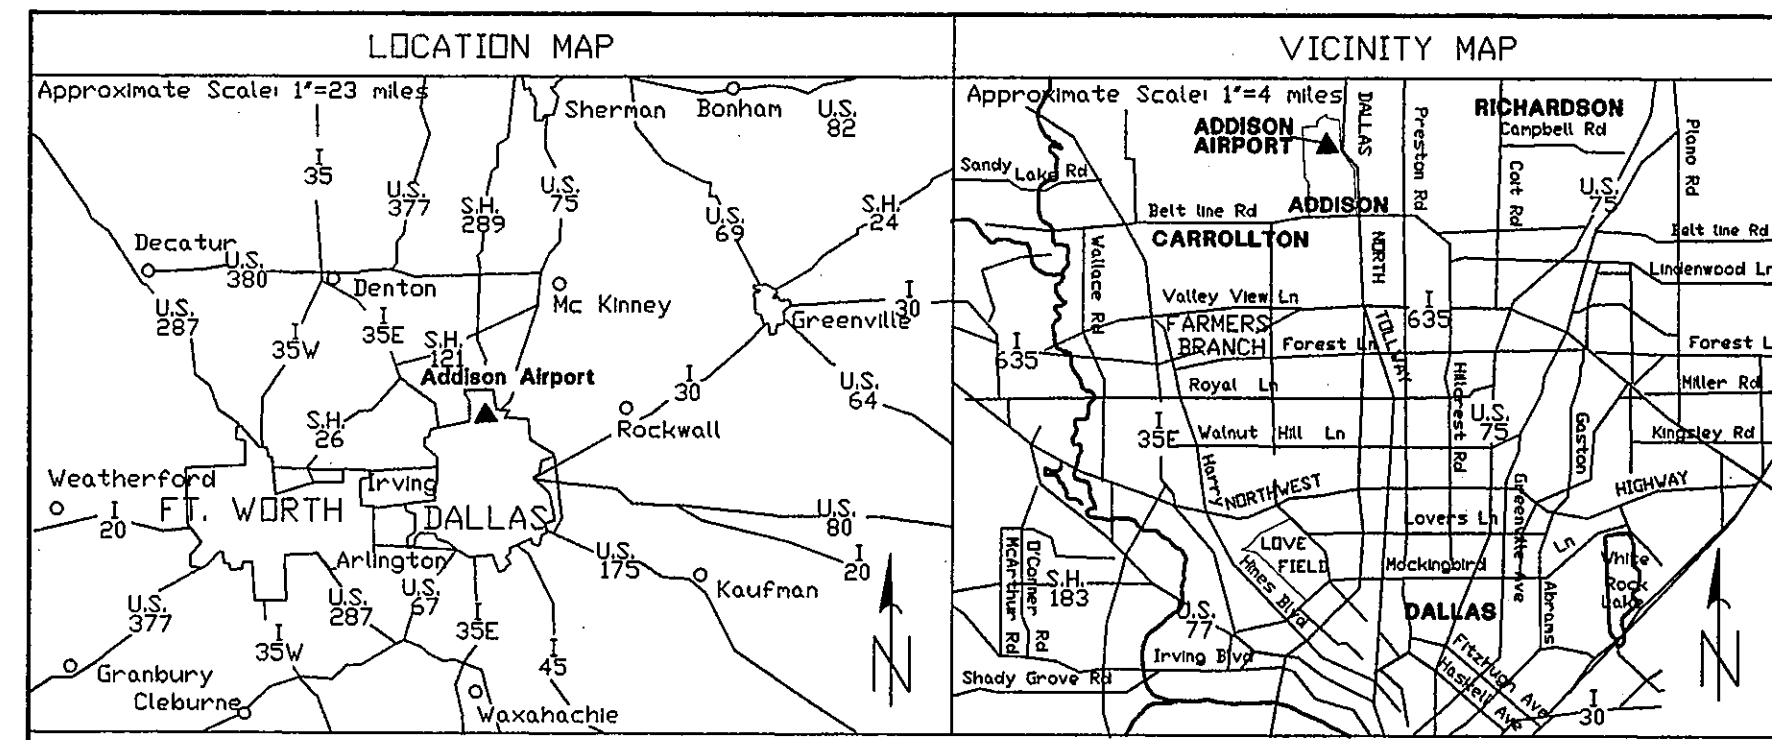 LOCATION MAP
Approximate Scale: 1"=23 miles
Sherman
Bonham
U.S.
82
I
35
U.S.
377
S.H.
289
U.S.
75
U.S.
69
S.H.
24
Decatur
U.S.
380
Denton
Mc Kinney
U.S.
287
I
35W
I
35E
S.H.
121
Greenville
I
30
Addison Airport
I
30
U.S.
64
S.H.
26
Rockwall
Weatherford
Irving
I
20
FT. WORTH
DALLAS
U.S.
80
Arlington
U.S.
175
I
20
U.S.
377
U.S.
287
U.S.
67
Kaufman
I
35W
I
35E
I
45
N
Granbury
Cleburne
Waxahachie
VICINITY MAP
Approximate Scale: 1"=4 miles
DALLAS
Preston Rd
RICHARDSON
Campbell Rd
Plano Rd
ADDISON
AIRPORT
Sandy Lake Rd
Coit Rd
U.S.
75
Belt line Rd
ADDISON
CARROLLTON
NORTH
Belt line Rd
Wallace Rd
Lindenwood Ln
Valley View Ln
I
635
TOLLWAY
FARMERS
BRANCH
Forest Ln
Forest L
I
635
Royal Ln
Hillcrest Rd
Miller Rd
U.S.
75
Gaston
I
35E
Walnut Hill Ln
Kingsley Rd
Harry
NORTHWEST
HIGHWAY
Greenville Ave
Lovers Ln
LOVE
FIELD
Ln
White
Rock
Lake
McArthur Rd
O'Conner Rd
S.H.
183
Hines Blvd
Mockingbird
Abrams
U.S.
77
DALLAS
Irving Blvd
Fitzhugh Ave
Haskell Ave
Shady Grove Rd
I
30
N